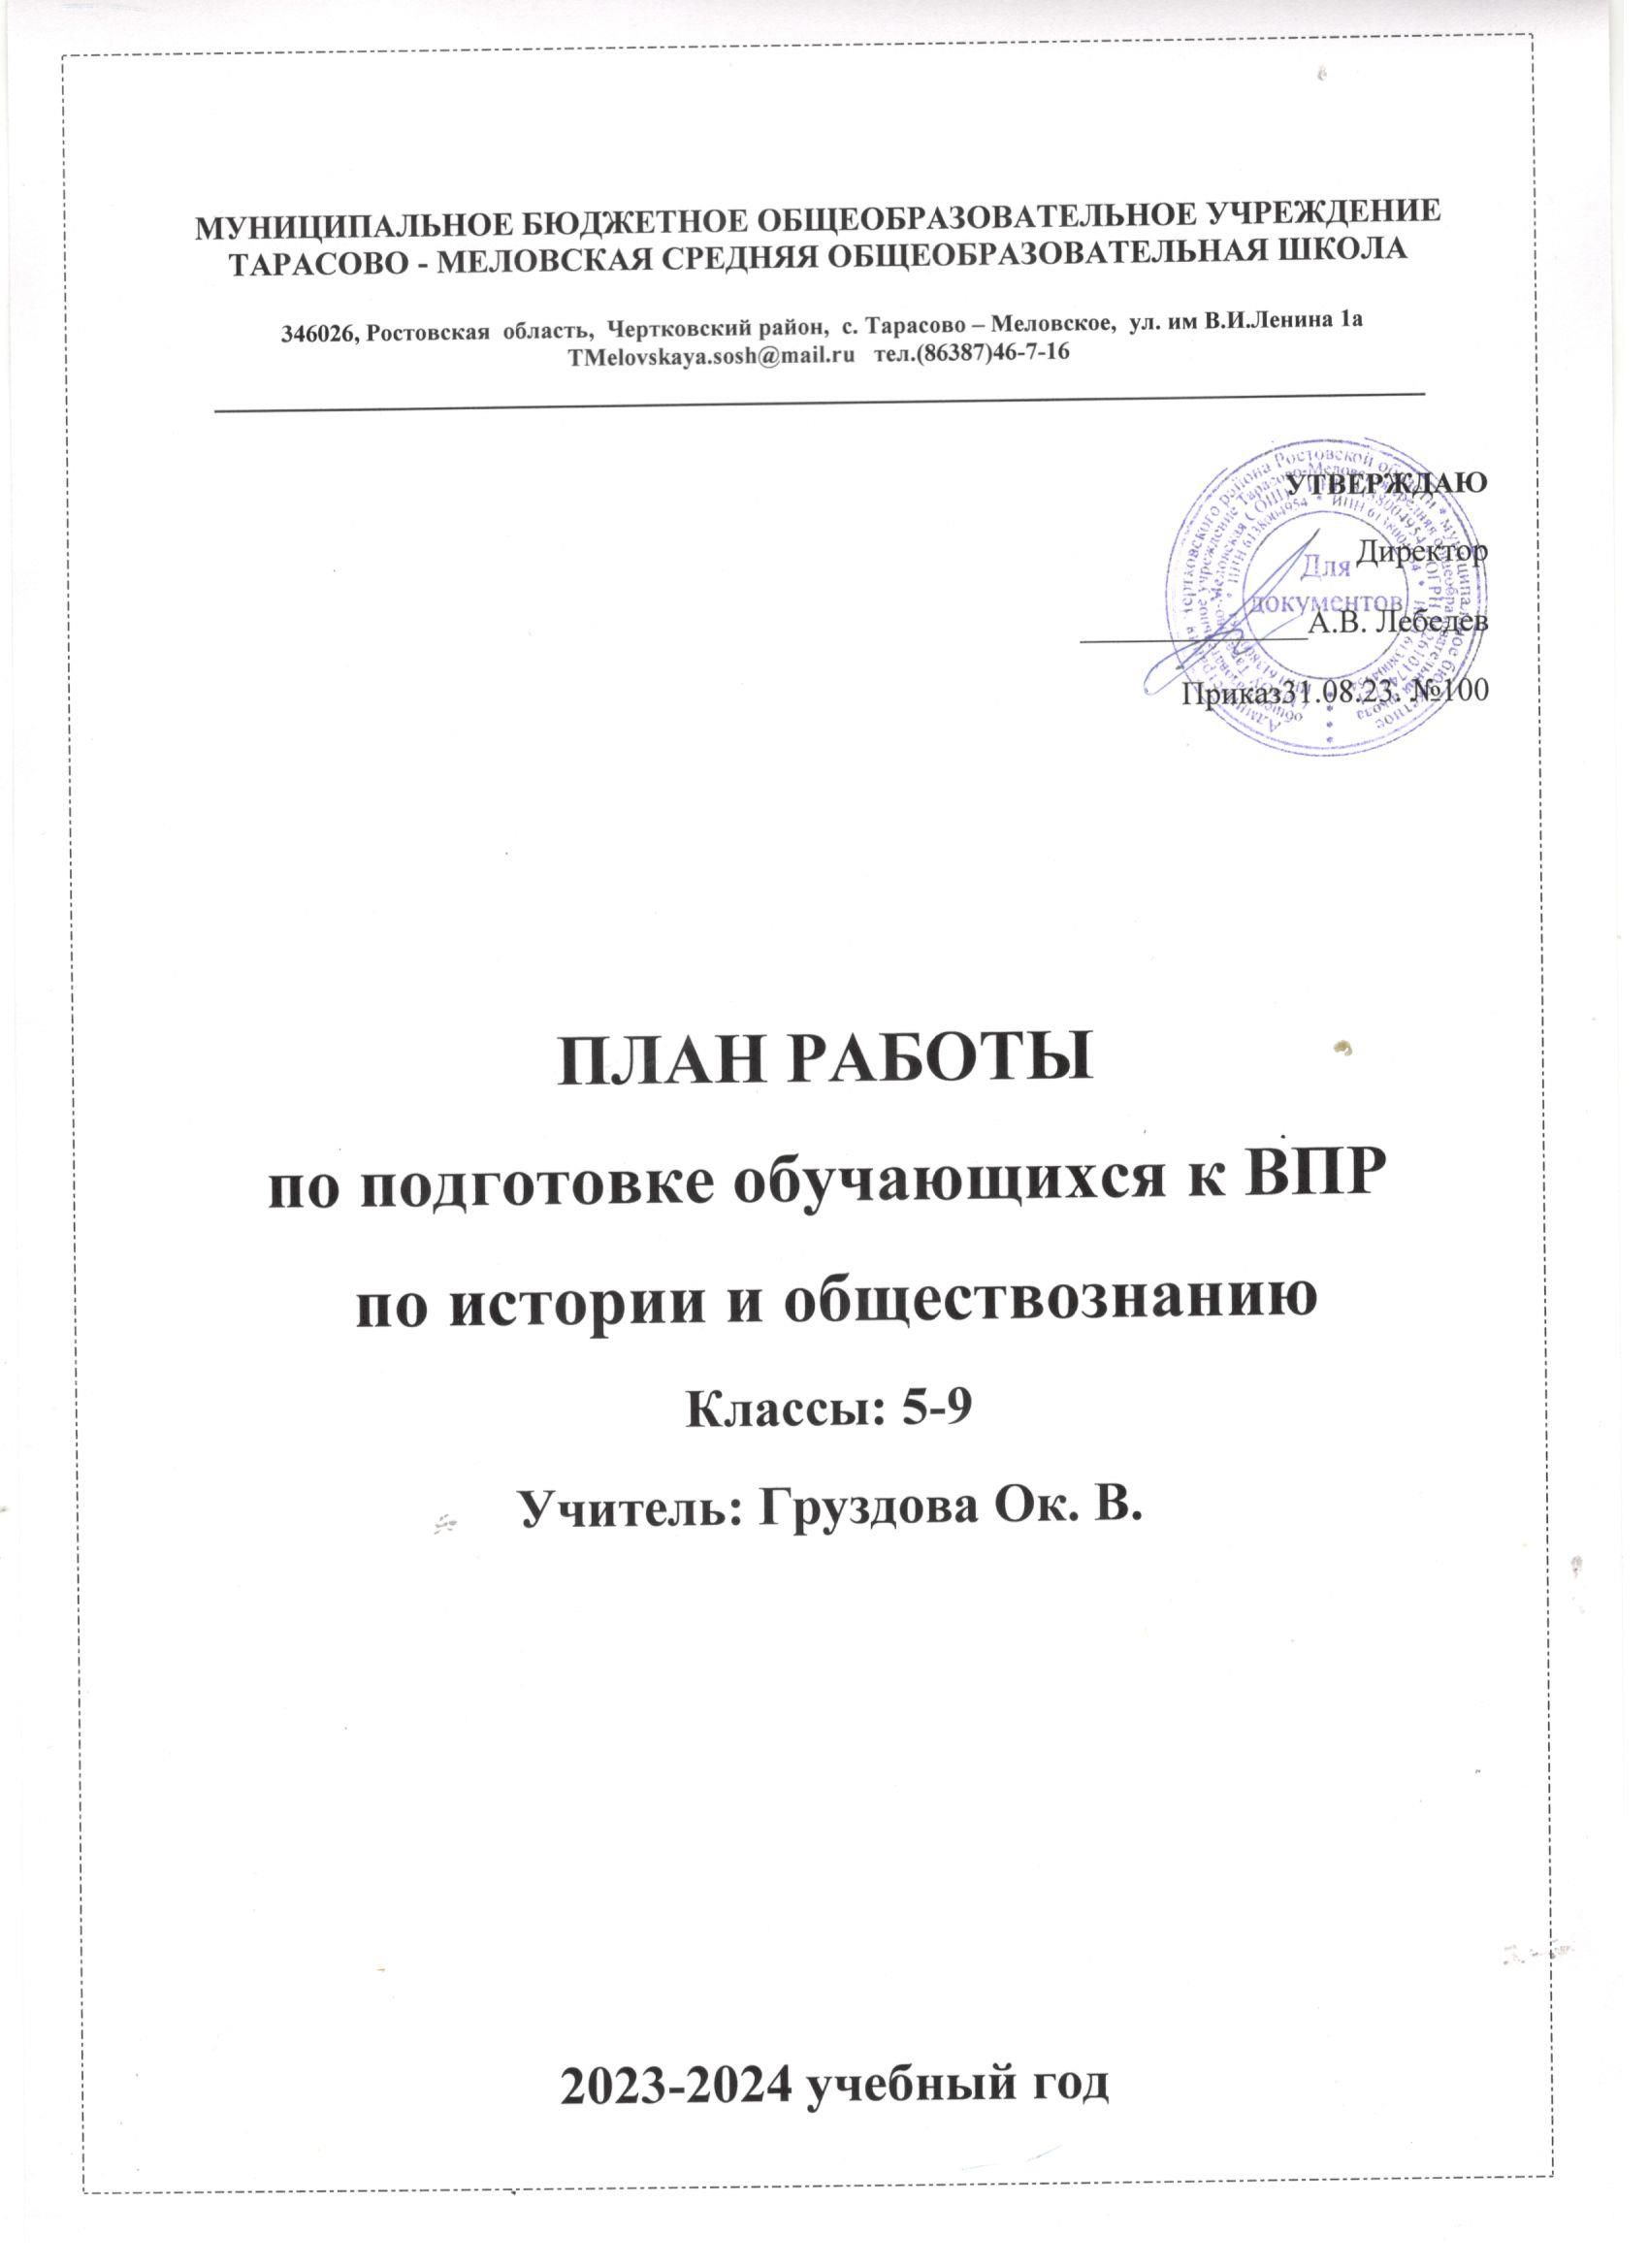 МУНИЦИПАЛЬНОЕ БЮДЖЕТНОЕ ОБЩЕОБРАЗОВАТЕЛЬНОЕ УЧРЕЖДЕНИЕ
ТАРАСОВО - МЕЛОВСКАЯ СРЕДНЯЯ ОБЩЕОБРАЗОВАТЕЛЬНАЯ ШКОЛА
346026, Ростовская область, Чертковский район, с. Тарасово – Меловское, ул. им В.И.Ленина 1а
TMelovskaya.sosh@mail.ru тел.(86387)46-7-16
УТВЕРЖДАЮ
Директор
Для
документов
А.В. Лебедев
Приказ31.08.23. №100
ПЛАН РАБОТЫ
по подготовке обучающихся к ВПР
по истории и обществознанию
Классы: 5-9
Учитель: Груздова Ок. В.
2023-2024 учебный год